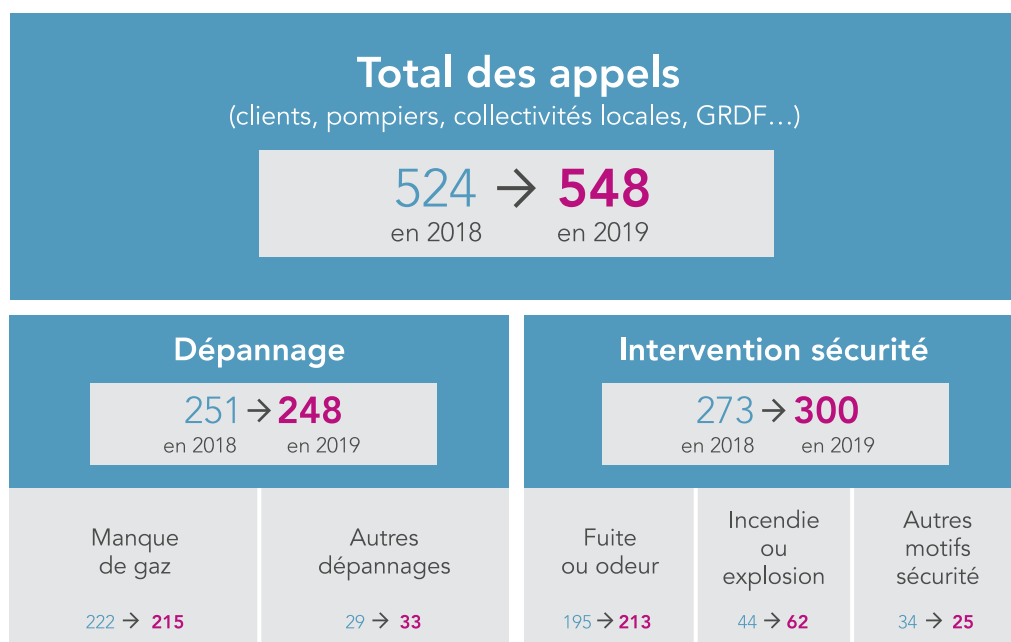 Total des appels
(clients, pompiers, collectivités locales, GRDF...)
524 → 548
en 2018 en 2019
Dépannage
251 → 248
en 2018 en 2019
Manque
de gaz
222 → 215
Autres
dépannages
29 → 33
Intervention sécurité
273 → 300
en 2018 en 2019
Fuite
ou odeur
195 → 213
Incendie
ou
explosion
44 → 62
Autres
motifs
sécurité
34 → 25